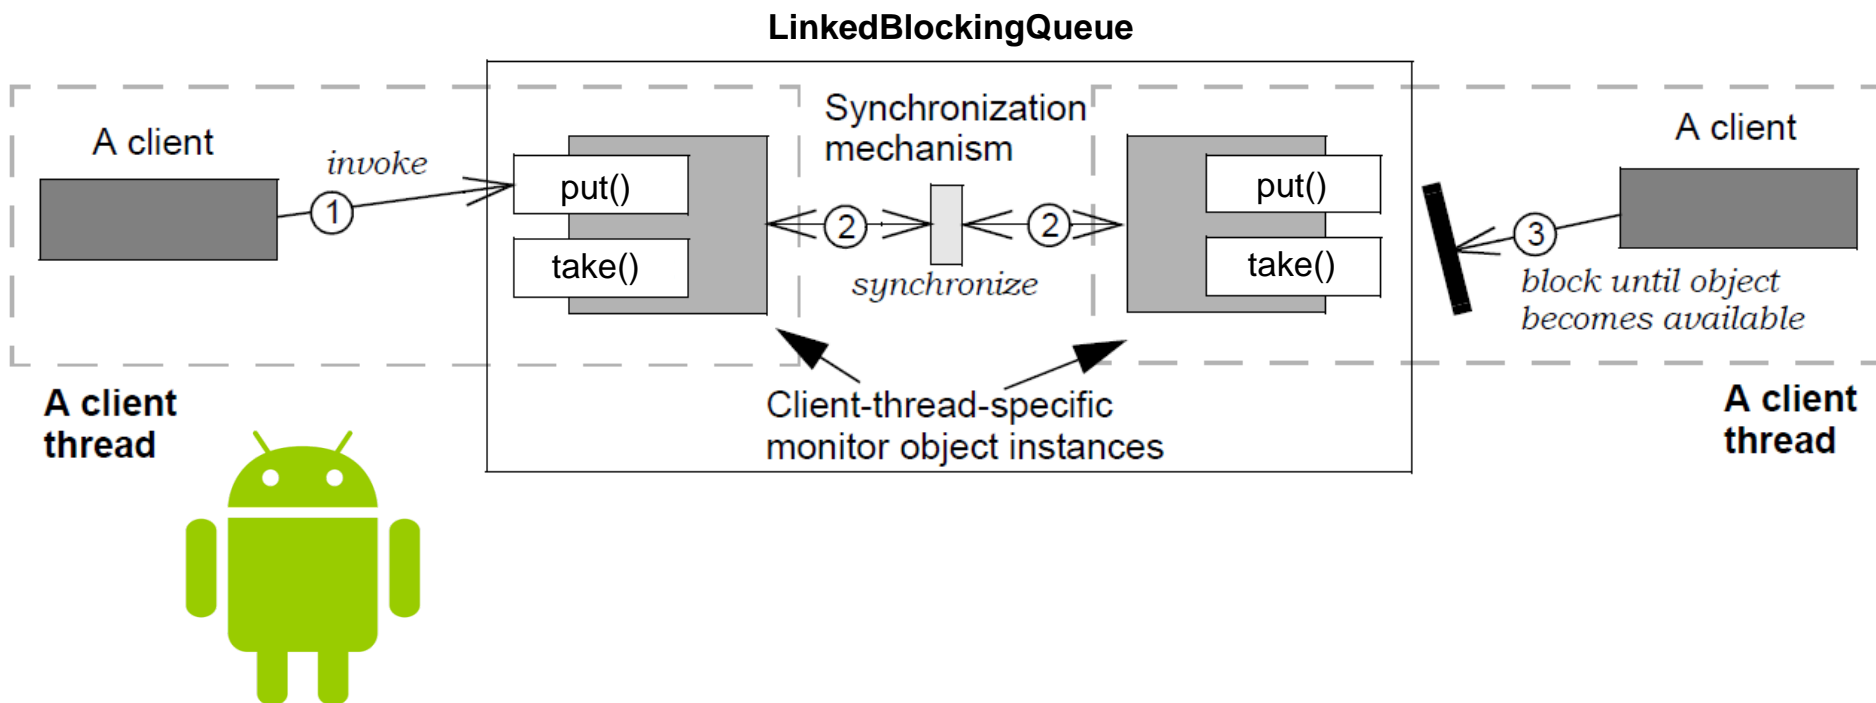 LinkedBlockingQueue
A client
invoke
1
put()
take()
A client
thread
Synchronization
mechanism
2
2
synchronize
put()
take()
Client-thread-specific
monitor object instances
A client
3
block until object
becomes available
A client
thread